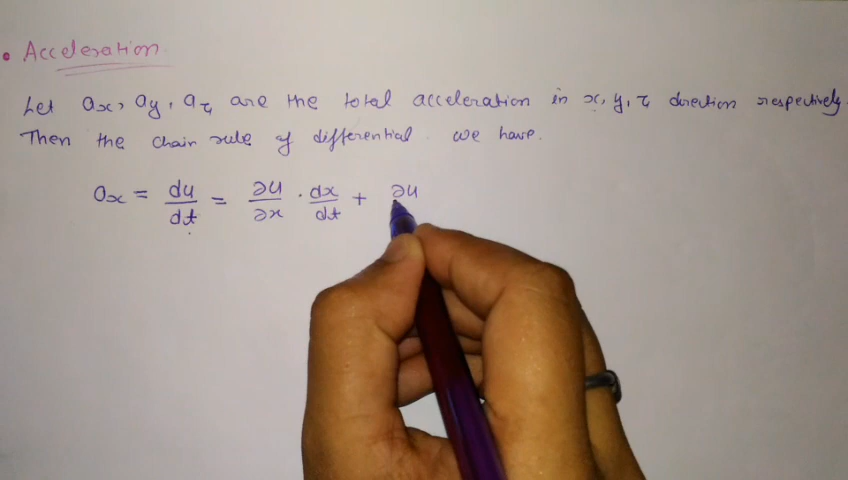 • Acceleration
Let ax, ay, az are the total acceleration in x, y, z direction respectively.
Then the chain rule of differential. we have.
ax = du/dt = ∂u/∂x · dx/dt + ∂u